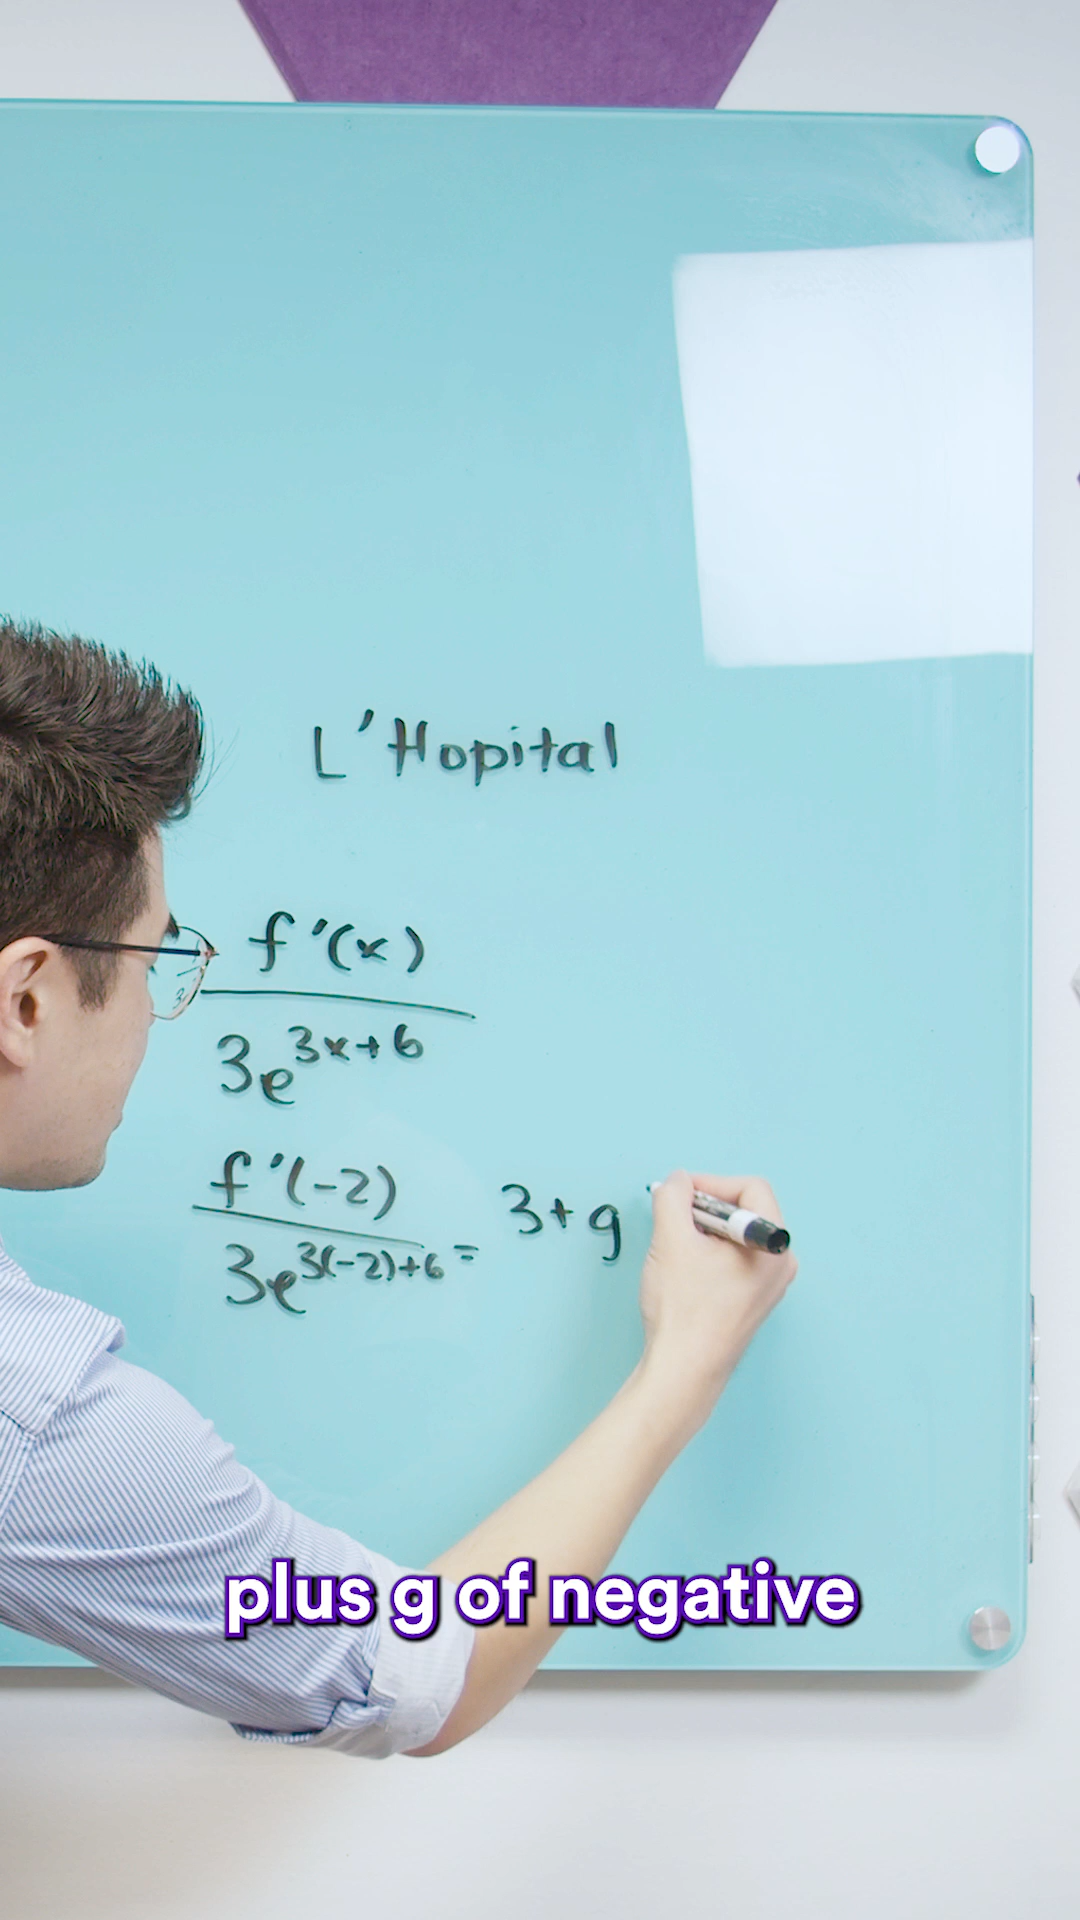 L'Hopital
f'(x)
3e^{3x+6}
f'(-2)
3e^{3(-2)+6} = 3+g
plus g of negative